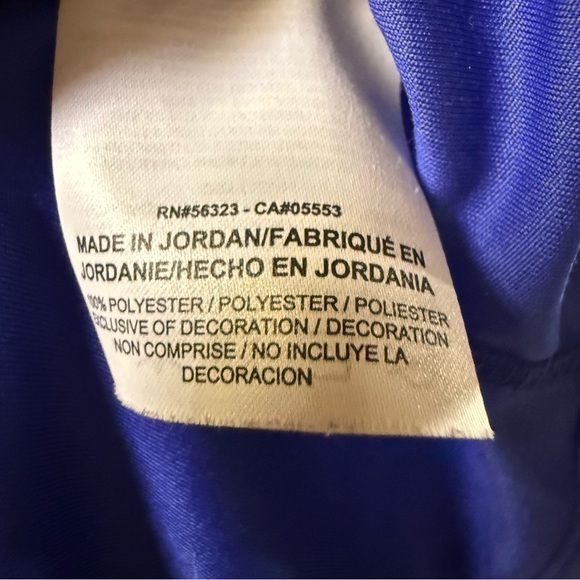 RN#56323 - CA#05553
MADE IN JORDAN/FABRIQUÉ EN
JORDANIE/HECHO EN JORDANIA
100% POLYESTER / POLYESTER / POLIESTER
EXCLUSIVE OF DECORATION / DECORATION
NON COMPRISE / NO INCLUYE LA
DECORACION